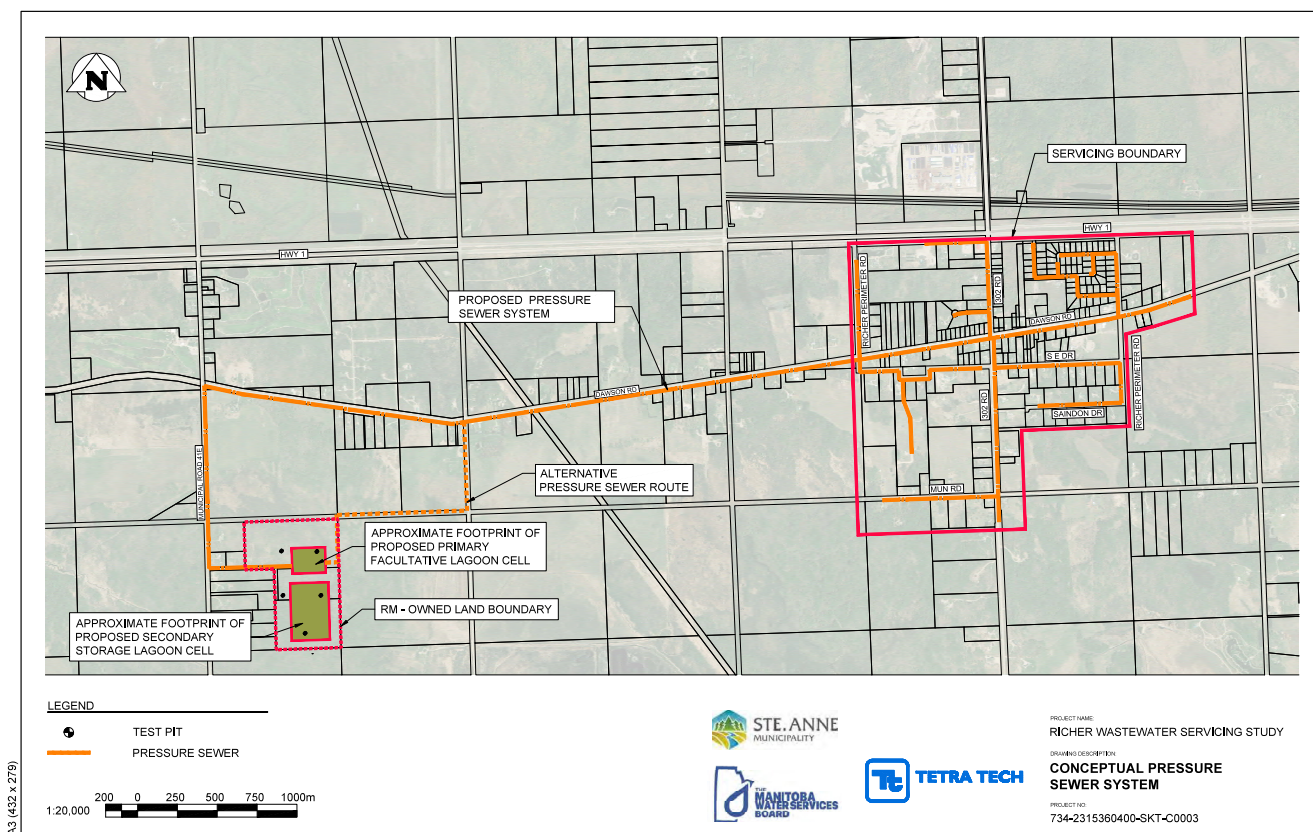 N
SERVICING BOUNDARY
HWY 1
HWY 1
PROPOSED PRESSURE
SEWER SYSTEM
RICHER PERIMETER RD
302 RD
DAWSON RD
S E DR
RICHER PERIMETER RD
DAWSON RD
302 RD
SAINDON DR
MUNICIPAL ROAD 41E
ALTERNATIVE
PRESSURE SEWER ROUTE
MUN RD
APPROXIMATE FOOTPRINT OF
PROPOSED PRIMARY
FACULTATIVE LAGOON CELL
RM - OWNED LAND BOUNDARY
APPROXIMATE FOOTPRINT OF
PROPOSED SECONDARY
STORAGE LAGOON CELL
LEGEND
TEST PIT
PRESSURE SEWER
1:20,000
200 0 250 500 750 1000m
A3 (432 x 279)
STE. ANNE
MUNICIPALITY
THE
MANITOBA
WATER SERVICES
BOARD
Tt
TETRA TECH
PROJECT NAME:
RICHER WASTEWATER SERVICING STUDY
DRAWING DESCRIPTION:
CONCEPTUAL PRESSURE
SEWER SYSTEM
PROJECT NO:
734-2315360400-SKT-C0003